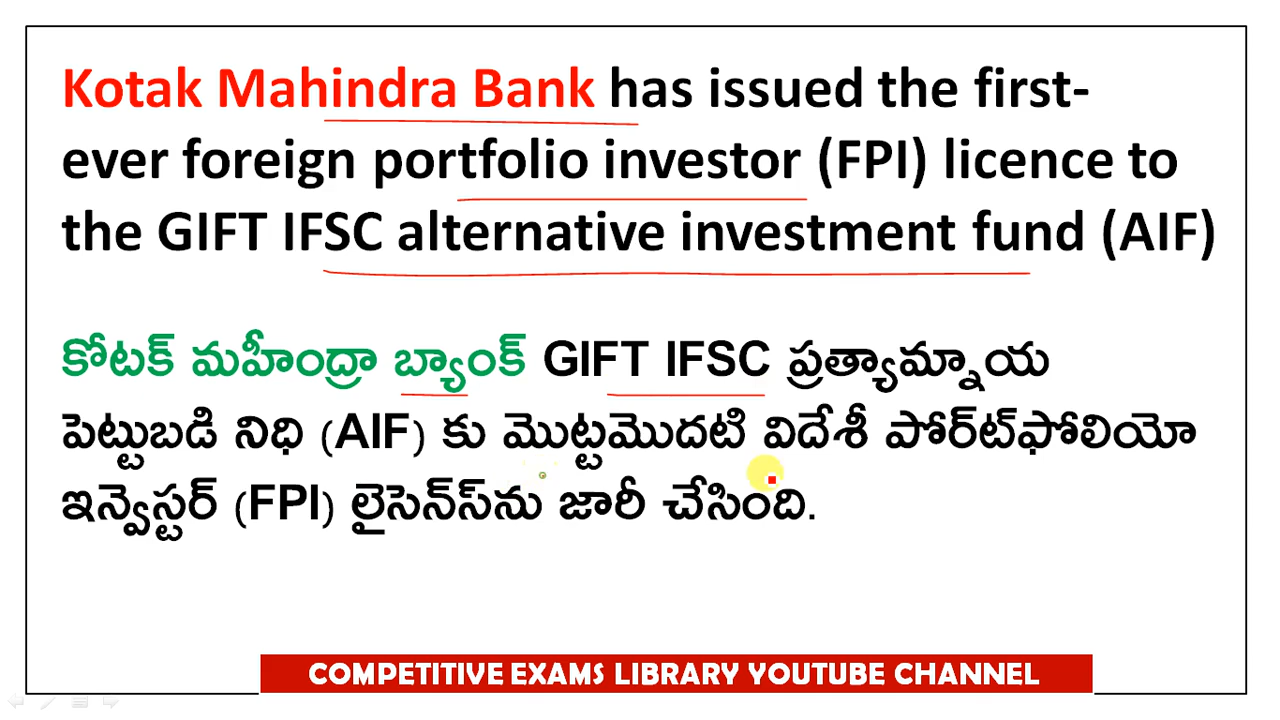 Kotak Mahindra Bank has issued the first-
ever foreign portfolio investor (FPI) licence to
the GIFT IFSC alternative investment fund (AIF)
కోటక్ మహీంద్రా బ్యాంక్ GIFT IFSC ప్రత్యామ్నాయ
పెట్టుబడి నిధి (AIF) కు మొట్టమొదటి విదేశీ పోర్ట్‌ఫోలియో
ఇన్వెస్టర్ (FPI) లైసెన్స్‌ను జారీ చేసింది.
COMPETITIVE EXAMS LIBRARY YOUTUBE CHANNEL